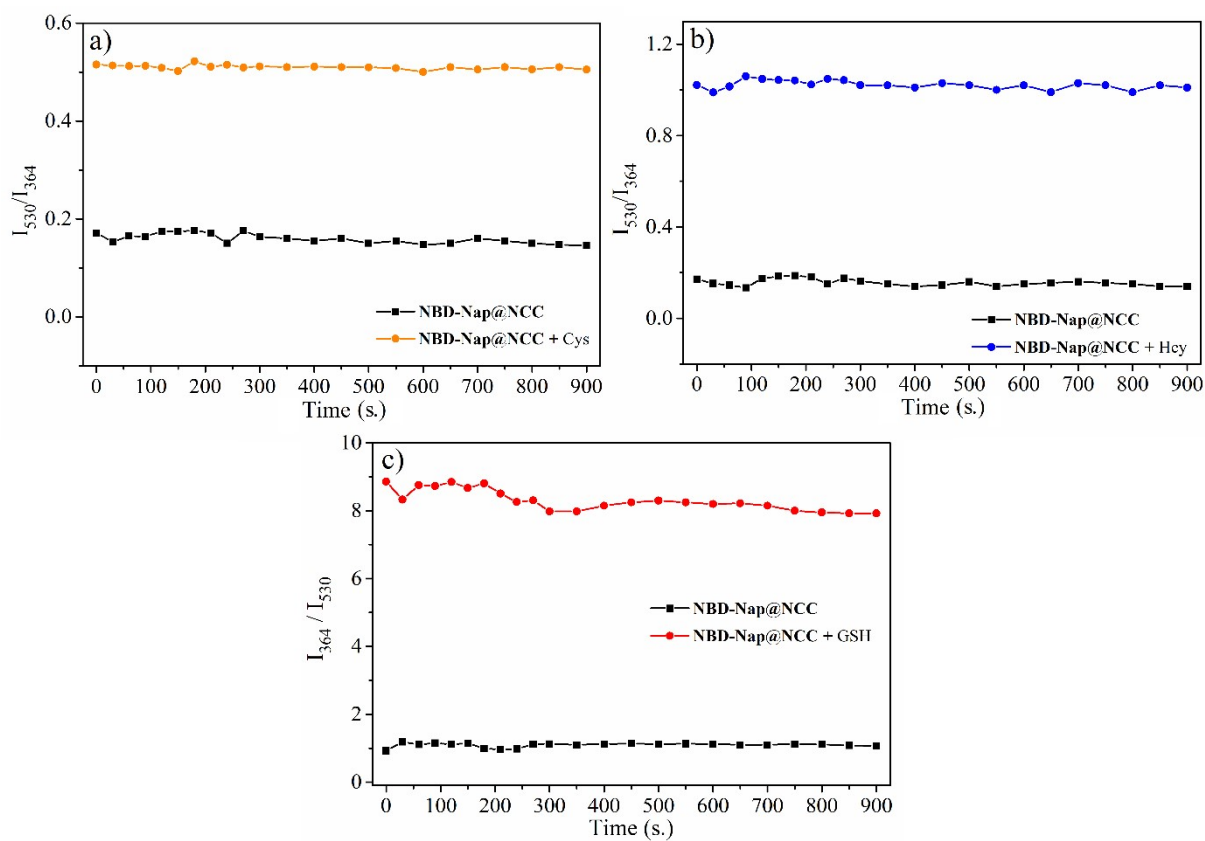 a)
0.6
0.4
0.2
0.0
I530/I364
NBD-Nap@NCC
NBD-Nap@NCC + Cys
0 100 200 300 400 500 600 700 800 900
Time (s.)
b)
1.2
0.8
0.4
0.0
I530/I364
NBD-Nap@NCC
NBD-Nap@NCC + Hcy
0 100 200 300 400 500 600 700 800 900
Time (s.)
c)
10
8
6
4
2
0
I364 / I530
NBD-Nap@NCC
NBD-Nap@NCC + GSH
0 100 200 300 400 500 600 700 800 900
Time (s.)